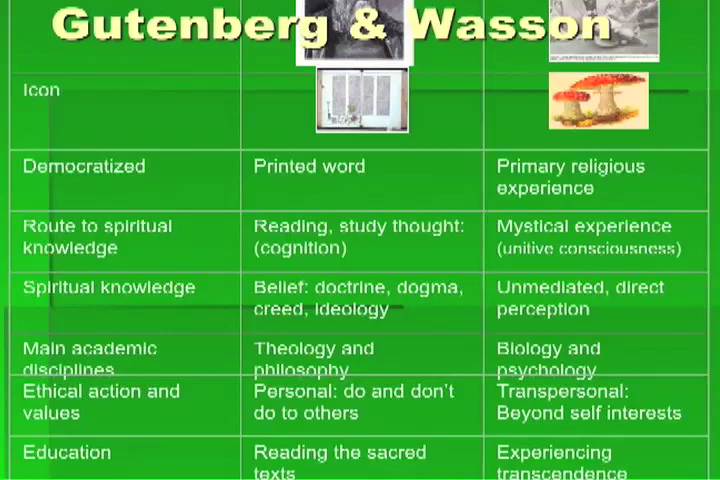 Gutenberg & Wasson
Icon
Democratized
Printed word
Primary religious
experience
Route to spiritual
knowledge
Reading, study thought:
(cognition)
Mystical experience
(unitive consciousness)
Spiritual knowledge
Belief: doctrine, dogma,
creed, ideology
Unmediated, direct
perception
Main academic
disciplines
Theology and
philosophy
Biology and
psychology
Ethical action and
values
Personal: do and don't
do to others
Transpersonal:
Beyond self interests
Education
Reading the sacred
texts
Experiencing
transcendence